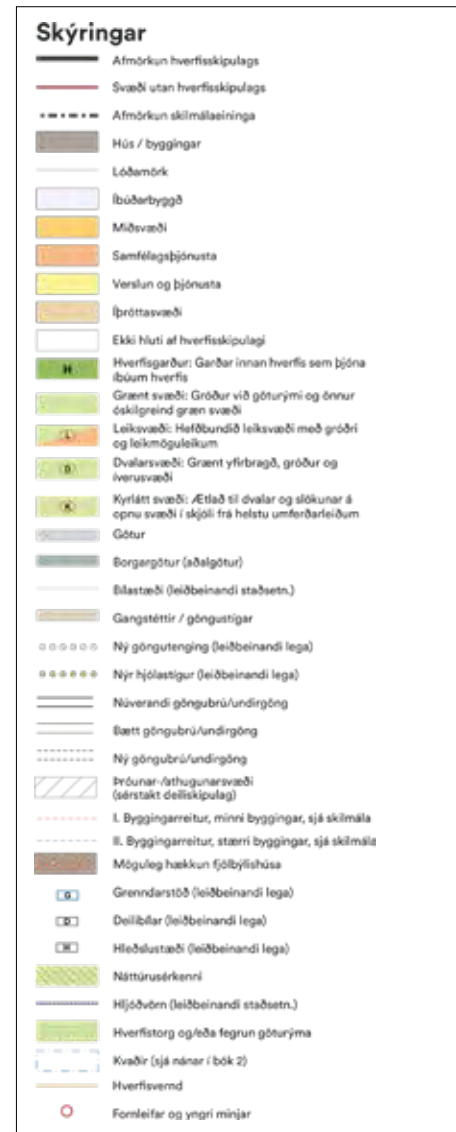 Skýringar
Afmörkun hverfisskipulags
Svæði utan hverfisskipulags
Afmörkun skilmálaeininga
Hús / byggingar
Lóðamörk
Íbúðarbyggð
Miðsvæði
Samfélagsþjónusta
Verslun og þjónusta
Íþróttasvæði
Ekki hluti af hverfisskipulagi
H
Hverfisgarður: Garðar innan hverfis sem þjóna
íbúum hverfis
Grænt svæði: Gróður við göturými og önnur
óskilgreind græn svæði
L
Leiksvæði: Hefðbundið leiksvæði með gróðri
og leikmöguleikum
D
Dvalarsvæði: Grænt yfirbragð, gróður og
íverusvæði
K
Kyrlátt svæði: Ætlað til dvalar og slökunar á
opnu svæði í skjóli frá helstu umferðarleiðum
Götur
Borgargötur (aðalgötur)
Bílastæði (leiðbeinandi staðsetn.)
Gangstéttir / göngustígar
Ný göngutenging (leiðbeinandi lega)
Nýr hjólastígur (leiðbeinandi lega)
Núverandi göngubrú/undirgöng
Bætt göngubrú/undirgöng
Ný göngubrú/undirgöng
Þróunar-/athugunarsvæði
(sérstakt deiliskipulag)
I. Byggingarreitur, minni byggingar, sjá skilmála
II. Byggingarreitur, stærri byggingar, sjá skilmála
Möguleg hækkun fjölbýlishúsa
G
Grenndarstöð (leiðbeinandi lega)
D
Deilibílar (leiðbeinandi lega)
H
Hleðslustæði (leiðbeinandi lega)
Náttúrusérkenni
Hljóðvörn (leiðbeinandi staðsetn.)
Hverfistorg og/eða fegrun göturýma
Kvaðir (sjá nánar í bók 2)
Hverfisvernd
Fornleifar og yngri minjar